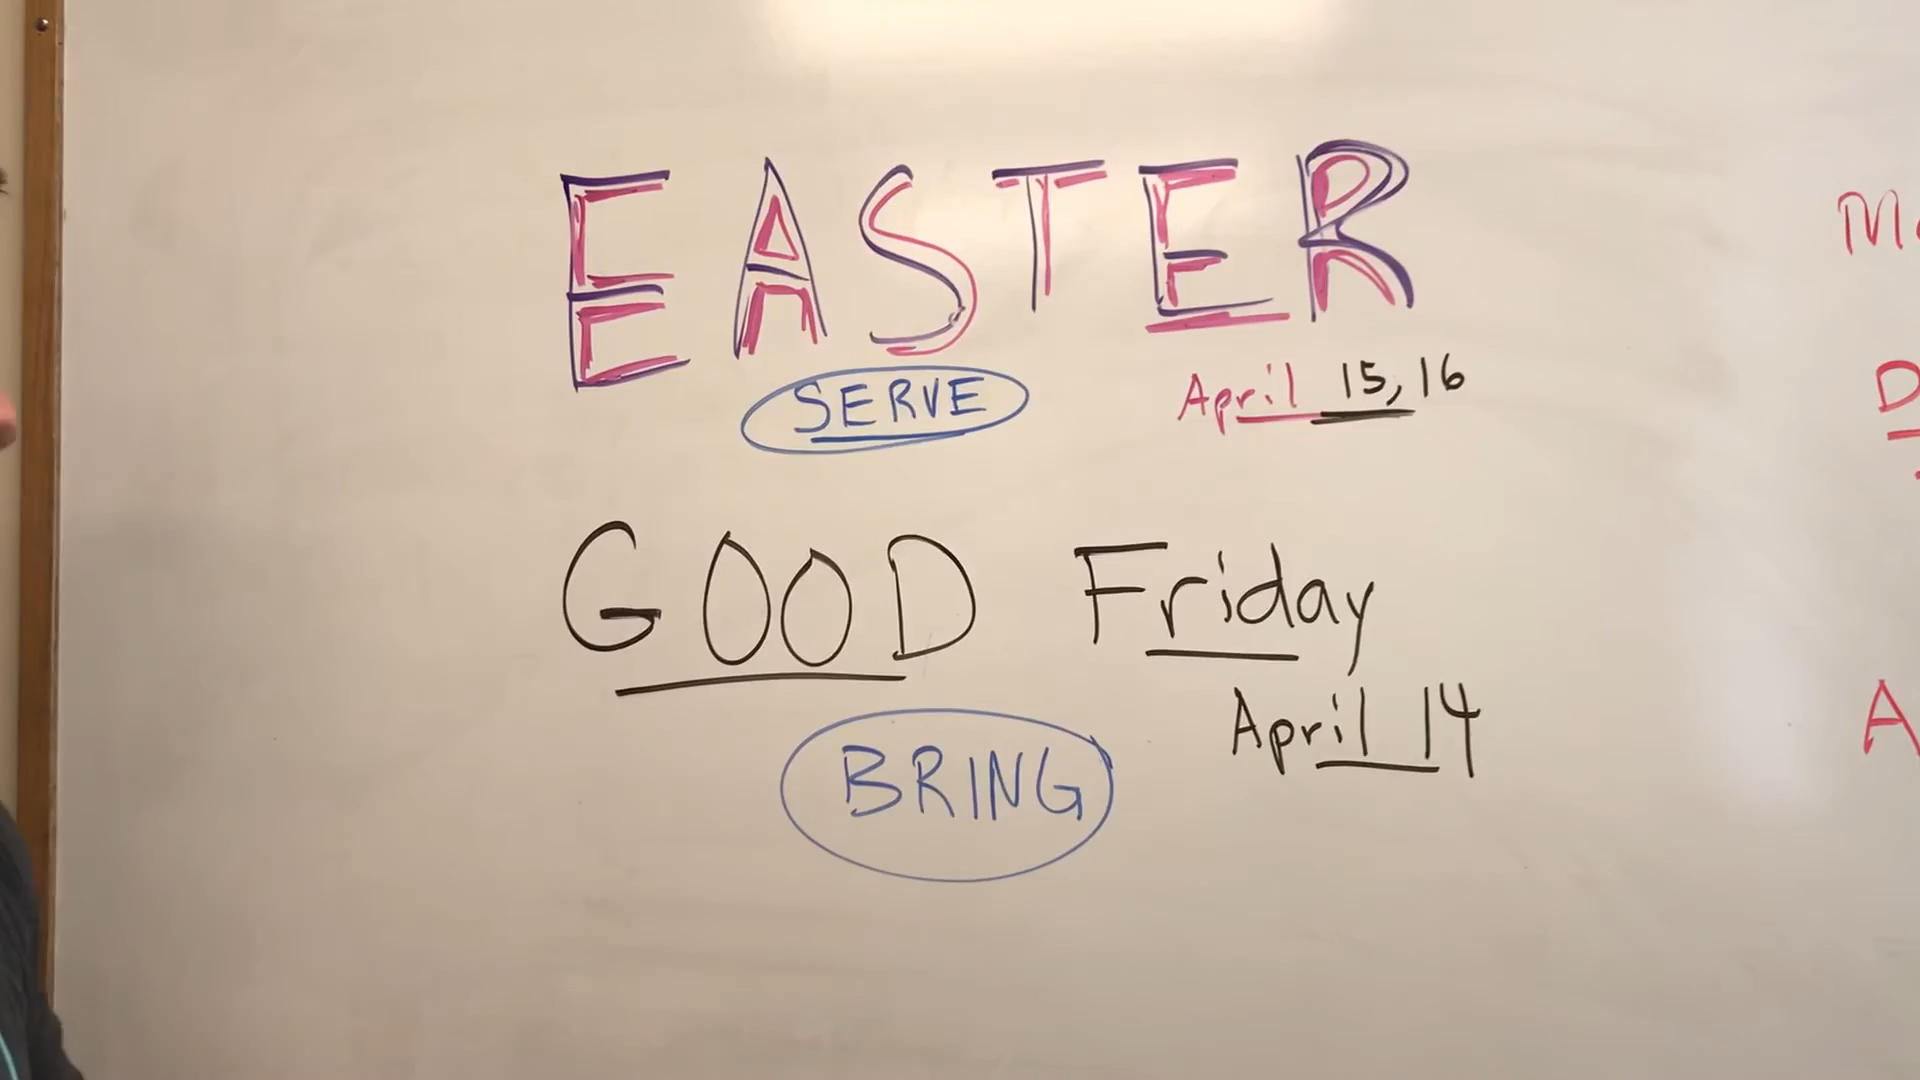 EASTER
SERVE
April 15, 16
GOOD Friday
April 14
BRING